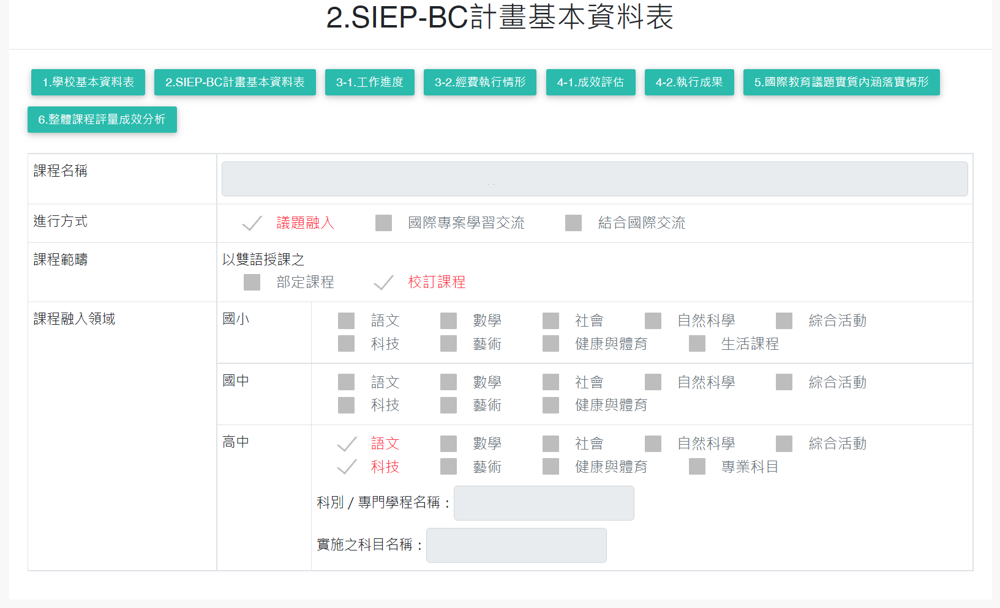 2.SIEP-BC計畫基本資料表
1.學校基本資料表 2.SIEP-BC計畫基本資料表 3-1.工作進度 3-2.經費執行情形 4-1.成效評估 4-2.執行成果 5.國際教育議題實質內涵落實情形
6.整體課程評量成效分析
課程名稱
進行方式 議題融入 國際專案學習交流 結合國際交流
課程範疇 以雙語授課之
部定課程 校訂課程
課程融入領域 國小 語文 數學 社會 自然科學 綜合活動
科技 藝術 健康與體育 生活課程
國中 語文 數學 社會 自然科學 綜合活動
科技 藝術 健康與體育
高中 語文 數學 社會 自然科學 綜合活動
科技 藝術 健康與體育 專業科目
科別 / 專門學程名稱：
實施之科目名稱：